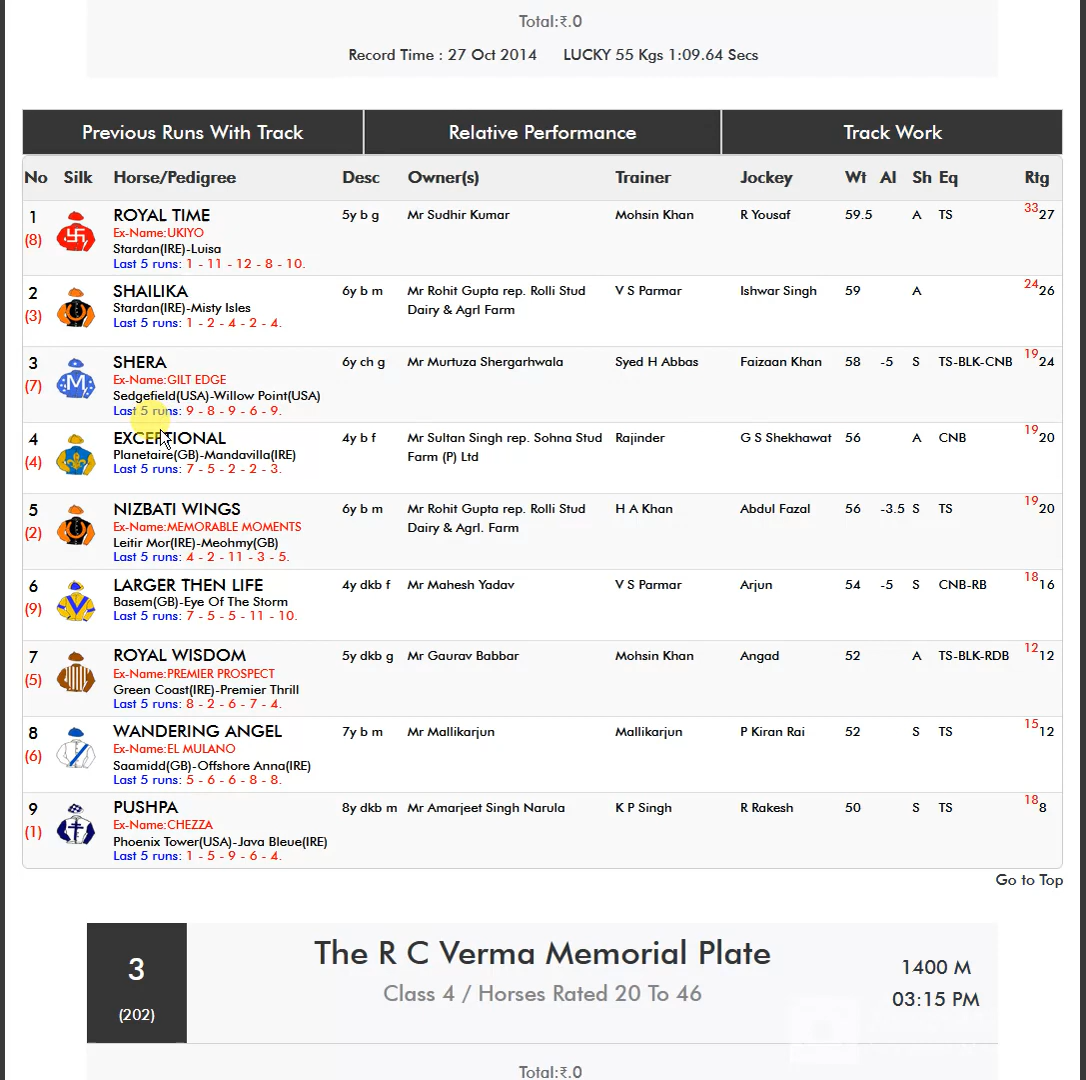 Total:₹.0
Record Time : 27 Oct 2014 LUCKY 55 Kgs 1:09.64 Secs
Previous Runs With Track Relative Performance Track Work
No Silk Horse/Pedigree Desc Owner(s) Trainer Jockey Wt Al Sh Eq Rtg
1 ROYAL TIME 5y b g Mr Sudhir Kumar Mohsin Khan R Yousaf 59.5 A TS 33 27
(8) Ex-Name:UKIYO
Stardan(IRE)-Luisa
Last 5 runs: 1 - 11 - 12 - 8 - 10.
2 SHAILIKA 6y b m Mr Rohit Gupta rep. Rolli Stud V S Parmar Ishwar Singh 59 A 24 26
(3) Stardan(IRE)-Misty Isles Dairy & Agrl Farm
Last 5 runs: 1 - 2 - 4 - 2 - 4.
3 SHERA 6y ch g Mr Murtuza Shergarhwala Syed H Abbas Faizaan Khan 58 -5 S TS-BLK-CNB 19 24
(7) Ex-Name:GILT EDGE
M
Sedgefield(USA)-Willow Point(USA)
Last 5 runs: 9 - 8 - 9 - 6 - 9.
4 EXCEPTIONAL 4y b f Mr Sultan Singh rep. Sohna Stud Rajinder G S Shekhawat 56 A CNB 19 20
(4) Planetaire(GB)-Mandavilla(IRE) Farm (P) Ltd
Last 5 runs: 7 - 5 - 2 - 2 - 3.
5 NIZBATI WINGS 6y b m Mr Rohit Gupta rep. Rolli Stud H A Khan Abdul Fazal 56 -3.5 S TS 19 20
(2) Ex-Name:MEMORABLE MOMENTS Dairy & Agrl. Farm
Leitir Mor(IRE)-Meohmy(GB)
Last 5 runs: 4 - 2 - 11 - 3 - 5.
6 LARGER THEN LIFE 4y dkb f Mr Mahesh Yadav V S Parmar Arjun 54 -5 S CNB-RB 18 16
(9) Basem(GB)-Eye Of The Storm
Last 5 runs: 7 - 5 - 5 - 11 - 10.
7 ROYAL WISDOM 5y dkb g Mr Gaurav Babbar Mohsin Khan Angad 52 A TS-BLK-RDB 12 12
(5) Ex-Name:PREMIER PROSPECT
Green Coast(IRE)-Premier Thrill
Last 5 runs: 8 - 2 - 6 - 7 - 4.
8 WANDERING ANGEL 7y b m Mr Mallikarjun Mallikarjun P Kiran Rai 52 S TS 15 12
(6) Ex-Name:EL MULANO
Saamidd(GB)-Offshore Anna(IRE)
Last 5 runs: 5 - 6 - 6 - 8 - 8.
9 PUSHPA 8y dkb m Mr Amarjeet Singh Narula K P Singh R Rakesh 50 S TS 18 8
(1) Ex-Name:CHEZZA
Phoenix Tower(USA)-Java Bleue(IRE)
Last 5 runs: 1 - 5 - 9 - 6 - 4.
Go to Top
3 The R C Verma Memorial Plate 1400 M
(202) Class 4 / Horses Rated 20 To 46 03:15 PM
Total:₹.0